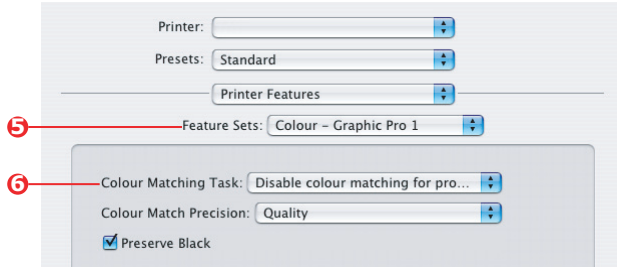 Printer:
Presets: Standard
Printer Features
5 Feature Sets: Colour – Graphic Pro 1
6 Colour Matching Task: Disable colour matching for pro...
Colour Match Precision: Quality
Preserve Black